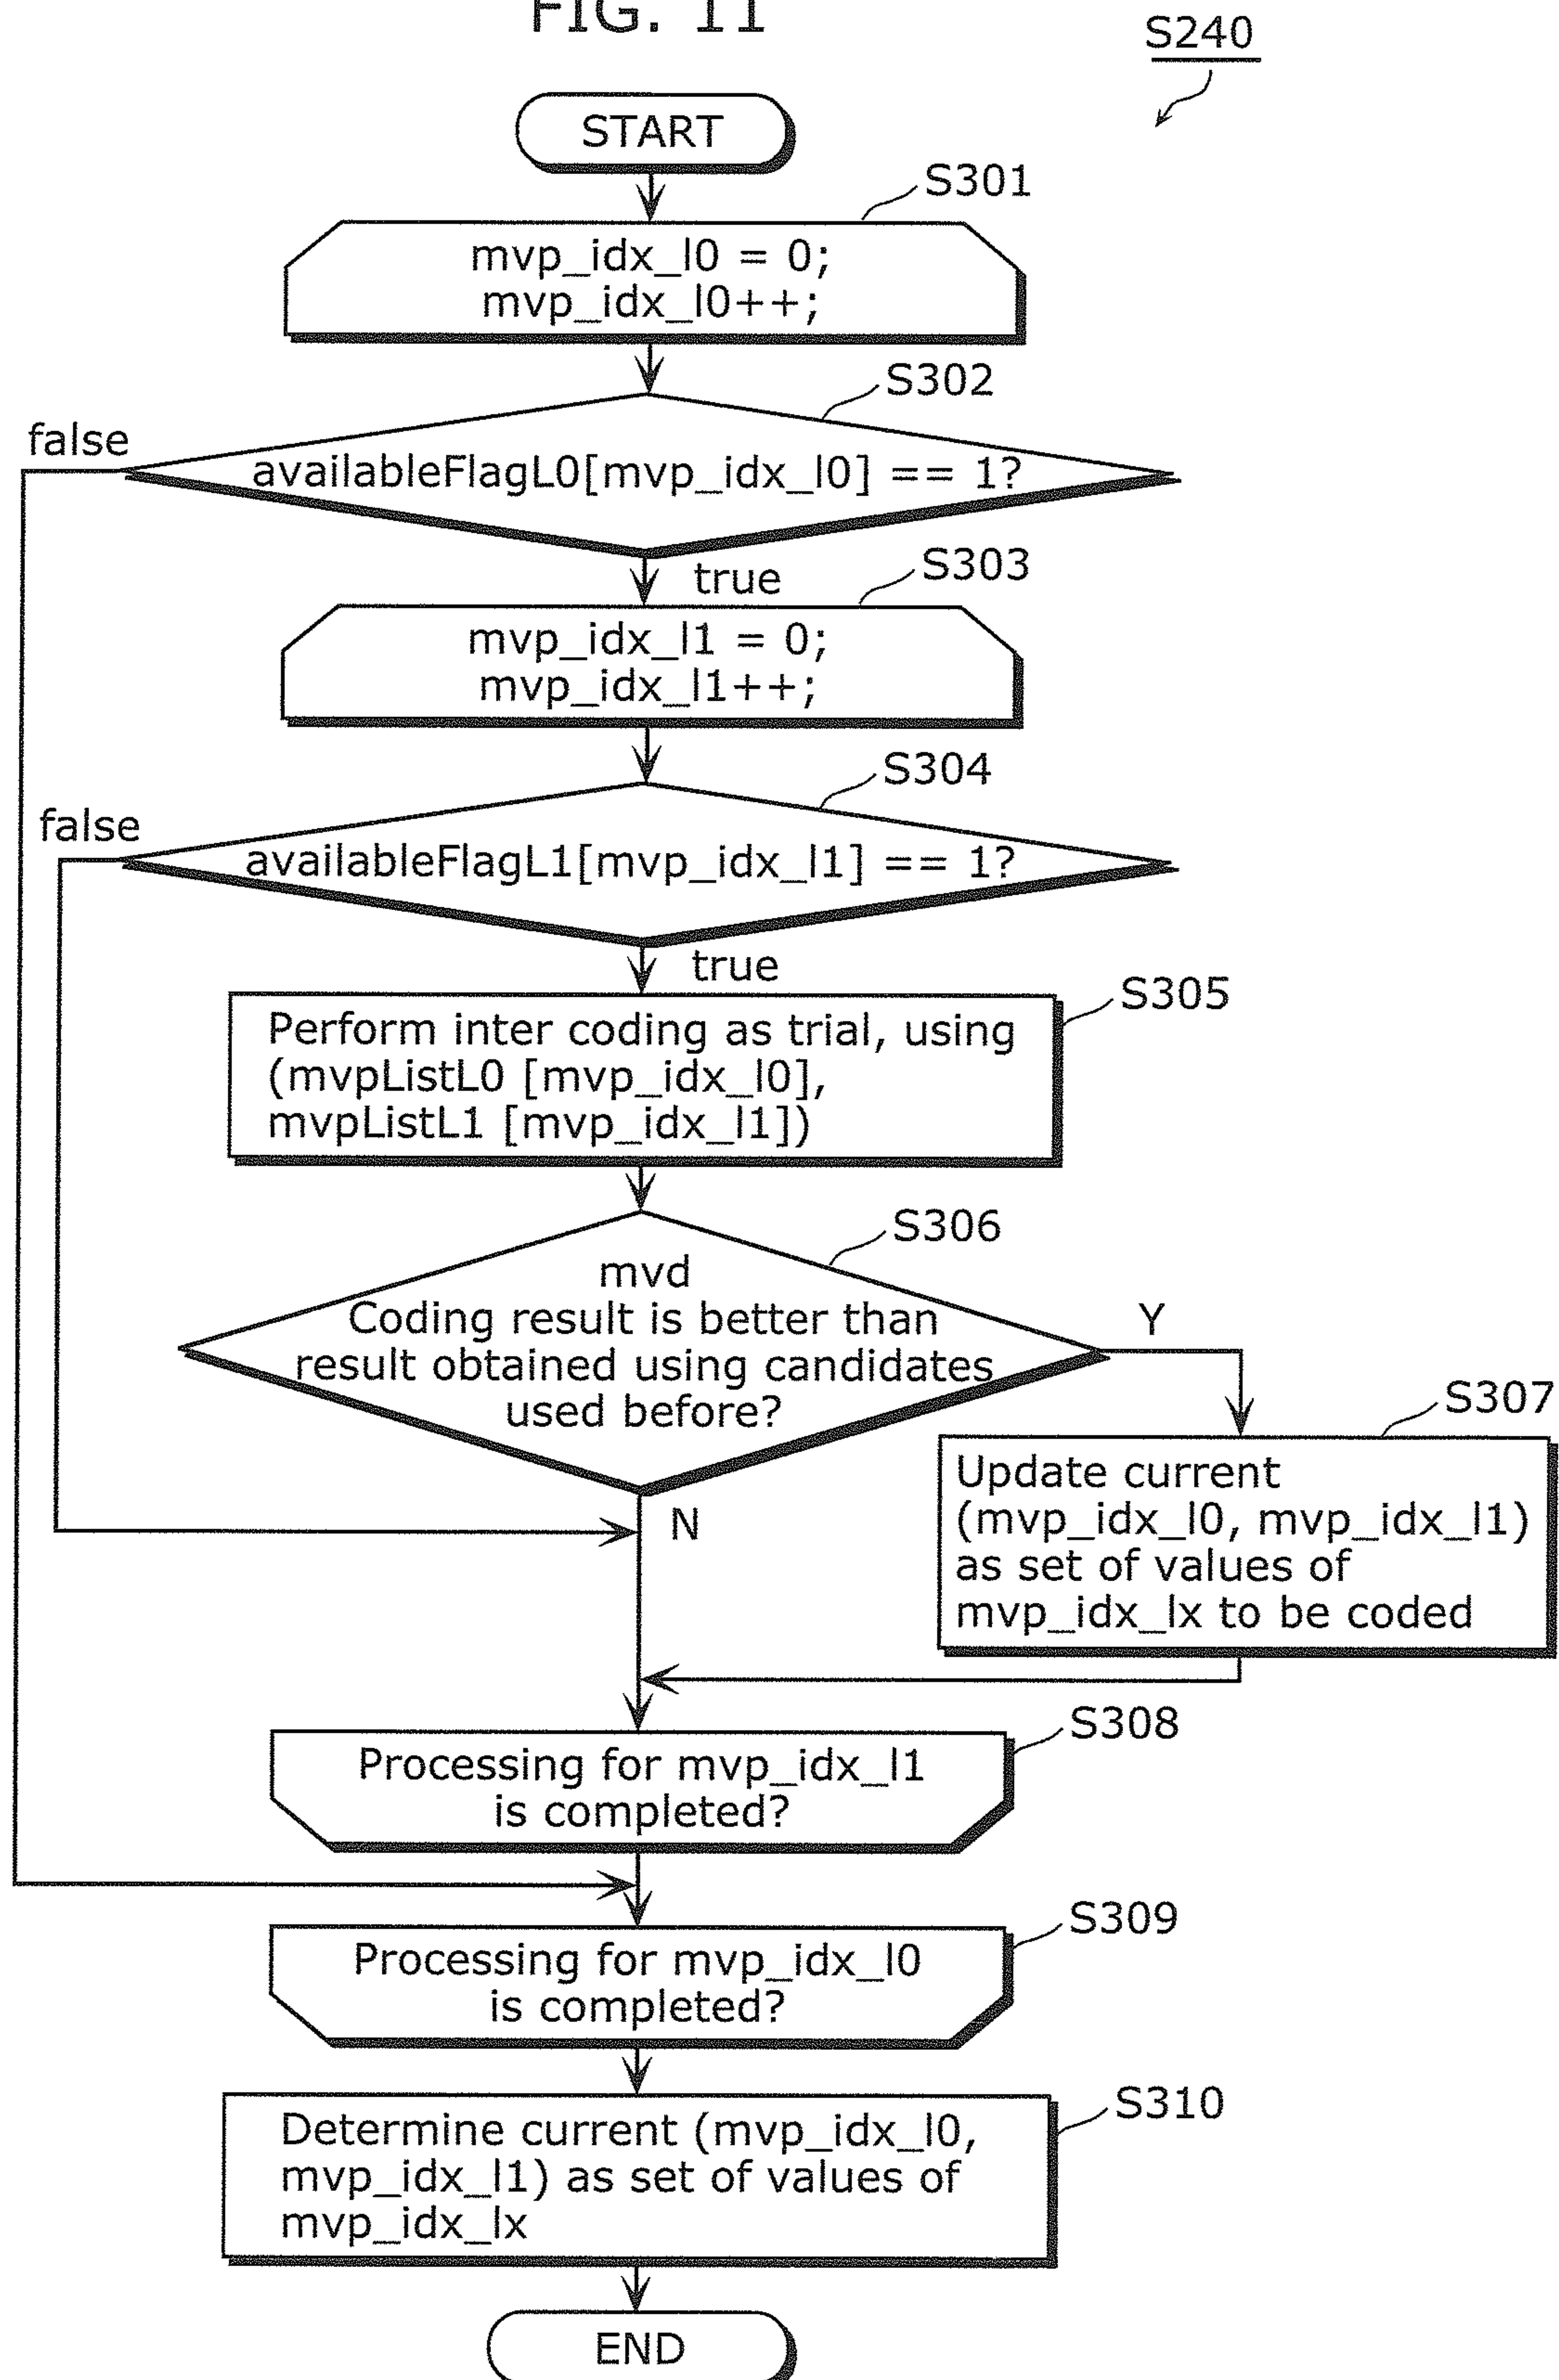 FIG. 11
S240
START
S301
mvp_idx_l0 = 0;
mvp_idx_l0++;
S302
false
availableFlagL0[mvp_idx_l0] == 1?
true
S303
mvp_idx_l1 = 0;
mvp_idx_l1++;
S304
false
availableFlagL1[mvp_idx_l1] == 1?
true
S305
Perform inter coding as trial, using
(mvpListL0 [mvp_idx_l0],
mvpListL1 [mvp_idx_l1])
S306
mvd
Coding result is better than
result obtained using candidates
used before?
Y
N
S307
Update current
(mvp_idx_l0, mvp_idx_l1)
as set of values of
mvp_idx_lx to be coded
S308
Processing for mvp_idx_l1
is completed?
S309
Processing for mvp_idx_l0
is completed?
S310
Determine current (mvp_idx_l0,
mvp_idx_l1) as set of values of
mvp_idx_lx
END